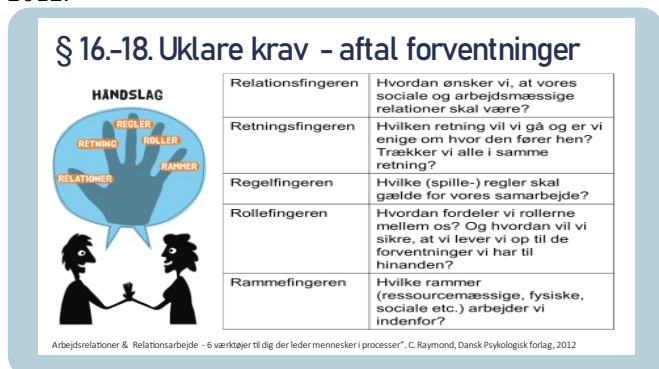 § 16.-18. Uklare krav - aftal forventninger
HÅNDSLAG
REGLER
RETNING
ROLLER
RAMMER
RELATIONER
Relationsfingeren
Hvordan ønsker vi, at vores
sociale og arbejdsmæssige
relationer skal være?
Retningsfingeren
Hvilken retning vil vi gå og er vi
enige om hvor den fører hen?
Trækker vi alle i samme
retning?
Regelfingeren
Hvilke (spille-) regler skal
gælde for vores samarbejde?
Rollefingeren
Hvordan fordeler vi rollerne
mellem os? Og hvordan vil vi
sikre, at vi lever vi op til de
forventninger vi har til
hinanden?
Rammefingeren
Hvilke rammer
(ressourcemæssige, fysiske,
sociale etc.) arbejder vi
indenfor?
Arbejdsrelationer & Relationsarbejde - 6 værktøjer til dig der leder mennesker i processer”. C. Raymond, Dansk Psykologisk forlag, 2012